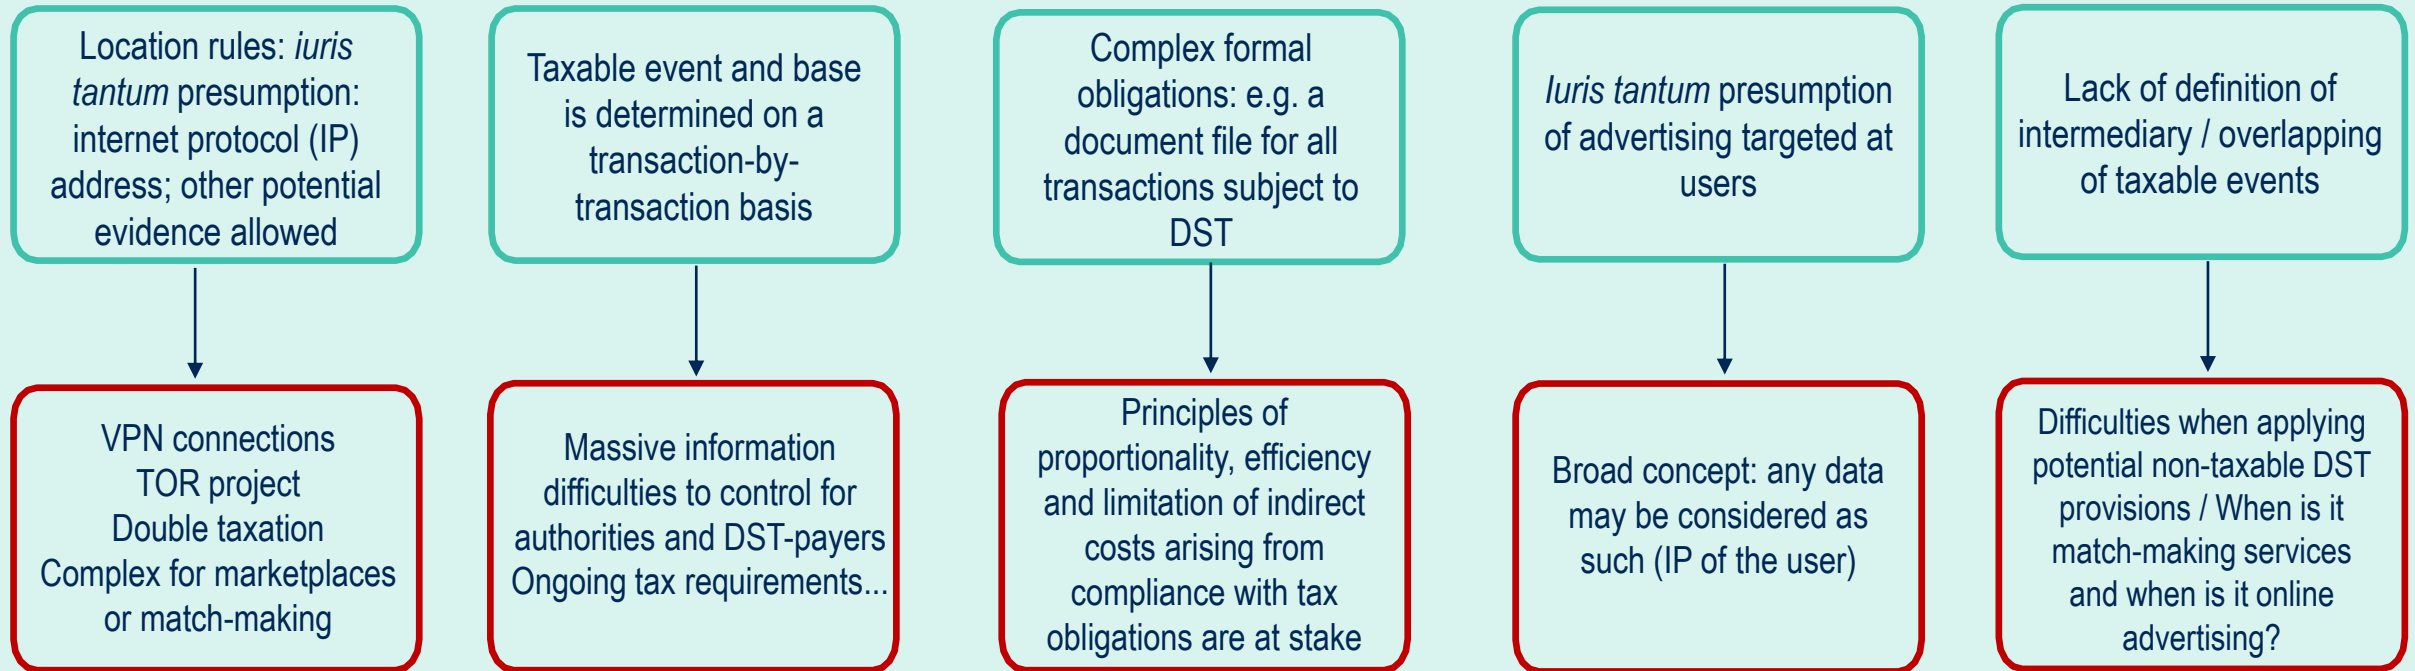 Location rules: iuris
tantum presumption:
internet protocol (IP)
address; other potential
evidence allowed
Taxable event and base
is determined on a
transaction-by-
transaction basis
Complex formal
obligations: e.g. a
document file for all
transactions subject to
DST
Iuris tantum presumption
of advertising targeted at
users
Lack of definition of
intermediary / overlapping
of taxable events
VPN connections
TOR project
Double taxation
Complex for marketplaces
or match-making
Massive information
difficulties to control for
authorities and DST-payers
Ongoing tax requirements...
Principles of
proportionality, efficiency
and limitation of indirect
costs arising from
compliance with tax
obligations are at stake
Broad concept: any data
may be considered as
such (IP of the user)
Difficulties when applying
potential non-taxable DST
provisions / When is it
match-making services
and when is it online
advertising?